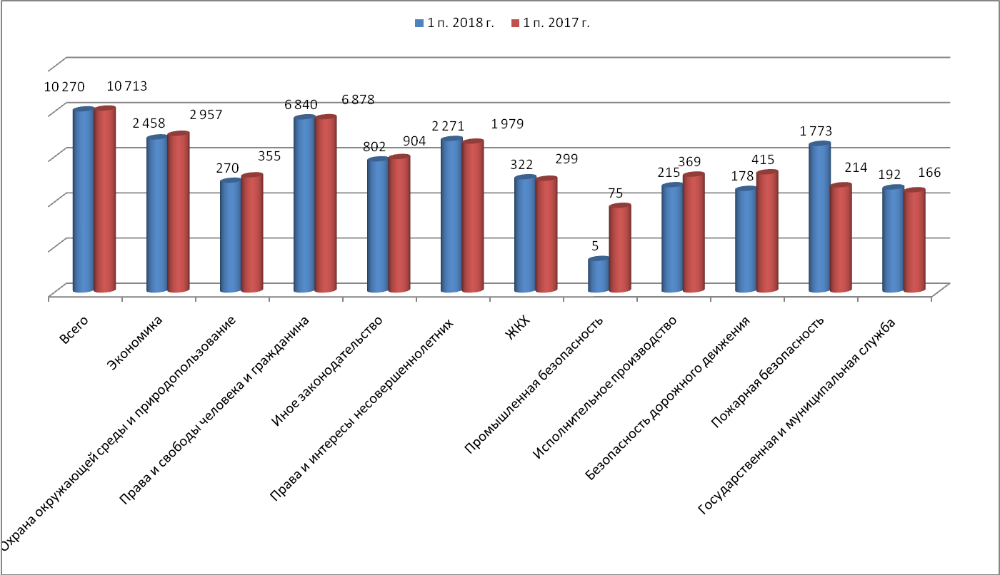 1 п. 2018 г. 1 п. 2017 г.
10 270 10 713
2 458 2 957
270 355
6 840 6 878
802 904
2 271 1 979
322 299
5 75
215 369
178 415
1 773 214
192 166
Всего
Экономика
Охрана окружающей среды и природопользование
Права и свободы человека и гражданина
Иное законодательство
Права и интересы несовершеннолетних
ЖКХ
Промышленная безопасность
Исполнительное производство
Безопасность дорожного движения
Пожарная безопасность
Государственная и муниципальная служба